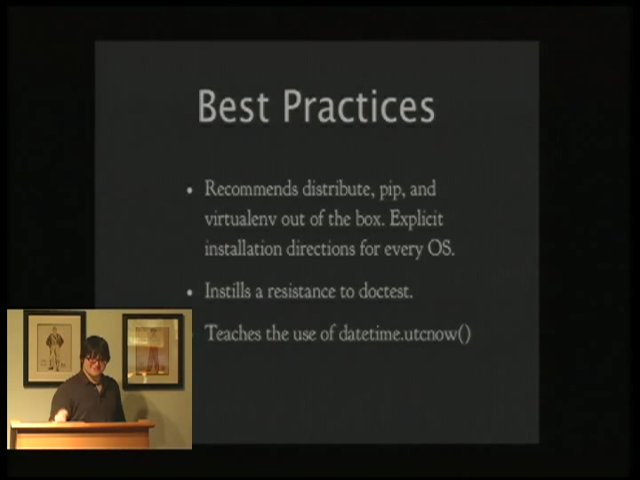 Best Practices
• Recommends distribute, pip, and
virtualenv out of the box. Explicit
installation directions for every OS.
• Instills a resistance to doctest.
Teaches the use of datetime.utcnow()